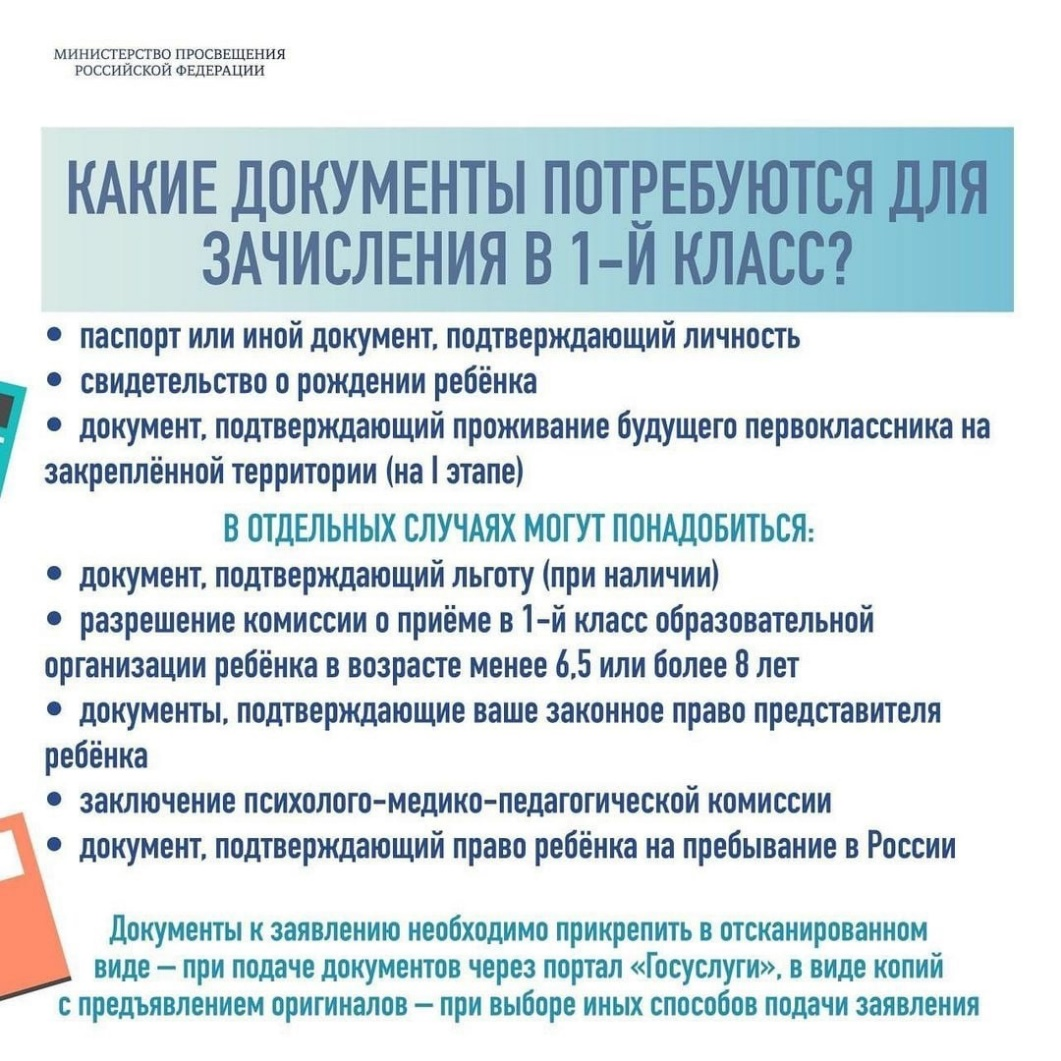 МИНИСТЕРСТВО ПРОСВЕЩЕНИЯ
РОССИЙСКОЙ ФЕДЕРАЦИИ
КАКИЕ ДОКУМЕНТЫ ПОТРЕБУЮТСЯ ДЛЯ
ЗАЧИСЛЕНИЯ В 1-Й КЛАСС?
• паспорт или иной документ, подтверждающий личность
• свидетельство о рождении ребёнка
• документ, подтверждающий проживание будущего первоклассника на
закреплённой территории (на I этапе)
В ОТДЕЛЬНЫХ СЛУЧАЯХ МОГУТ ПОНАДОБИТЬСЯ:
• документ, подтверждающий льготу (при наличии)
• разрешение комиссии о приёме в 1-й класс образовательной
организации ребёнка в возрасте менее 6,5 или более 8 лет
• документы, подтверждающие ваше законное право представителя
ребёнка
• заключение психолого-медико-педагогической комиссии
• документ, подтверждающий право ребёнка на пребывание в России
Документы к заявлению необходимо прикрепить в отсканированном
виде – при подаче документов через портал «Госуслуги», в виде копий
с предъявлением оригиналов – при выборе иных способов подачи заявления